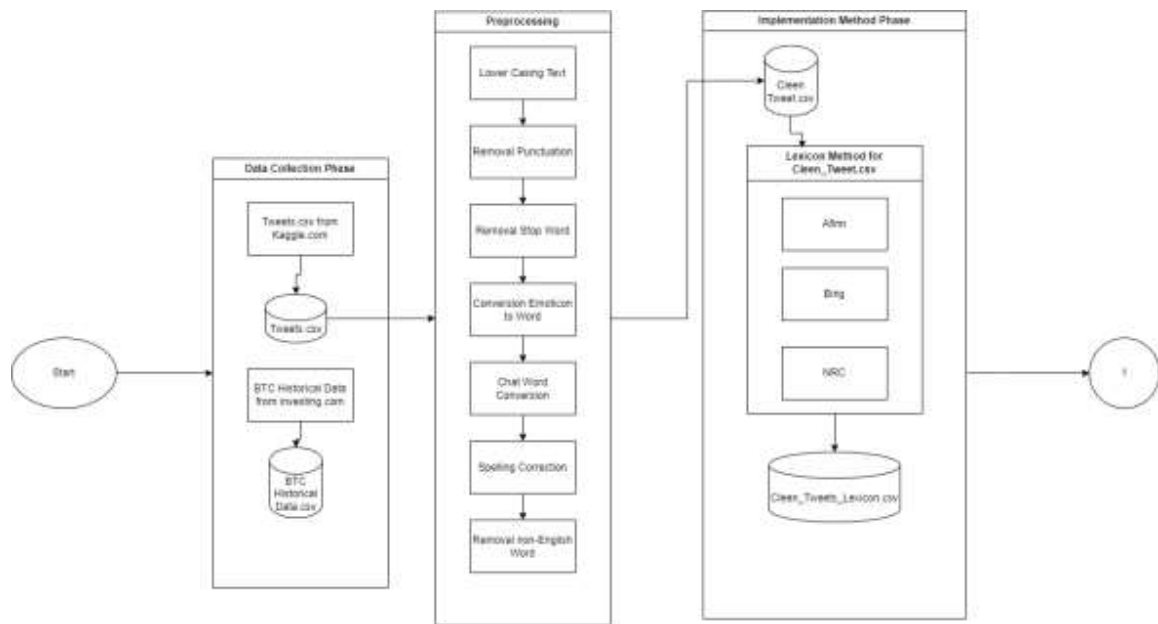 Start
Data Collection Phase
Tweets.csv from
Kaggle.com
Tweets.csv
BTC Historical Data
from investing.com
BTC
Historical
Data.csv
Preprocessing
Lower Casing Text
Removal Punctuation
Removal Stop Word
Conversion Emoticon
to Word
Chat Word
Conversion
Spelling Correction
Removal non-English
Word
Implementation Method Phase
Cleen
Tweet.csv
Lexicon Method for
Cleen_Tweet.csv
Afinn
Bing
NRC
Cleen_Tweets_Lexicon.csv